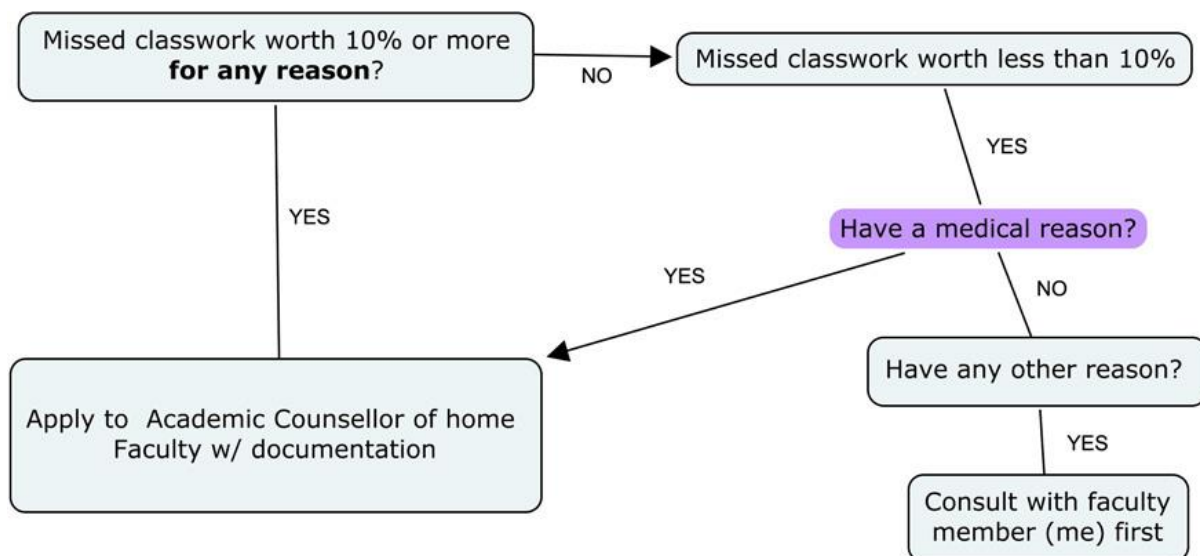 Missed classwork worth 10% or more
for any reason?
NO
Missed classwork worth less than 10%
YES
YES
Have a medical reason?
YES
NO
Have any other reason?
Apply to Academic Counsellor of home
Faculty w/ documentation
YES
Consult with faculty
member (me) first